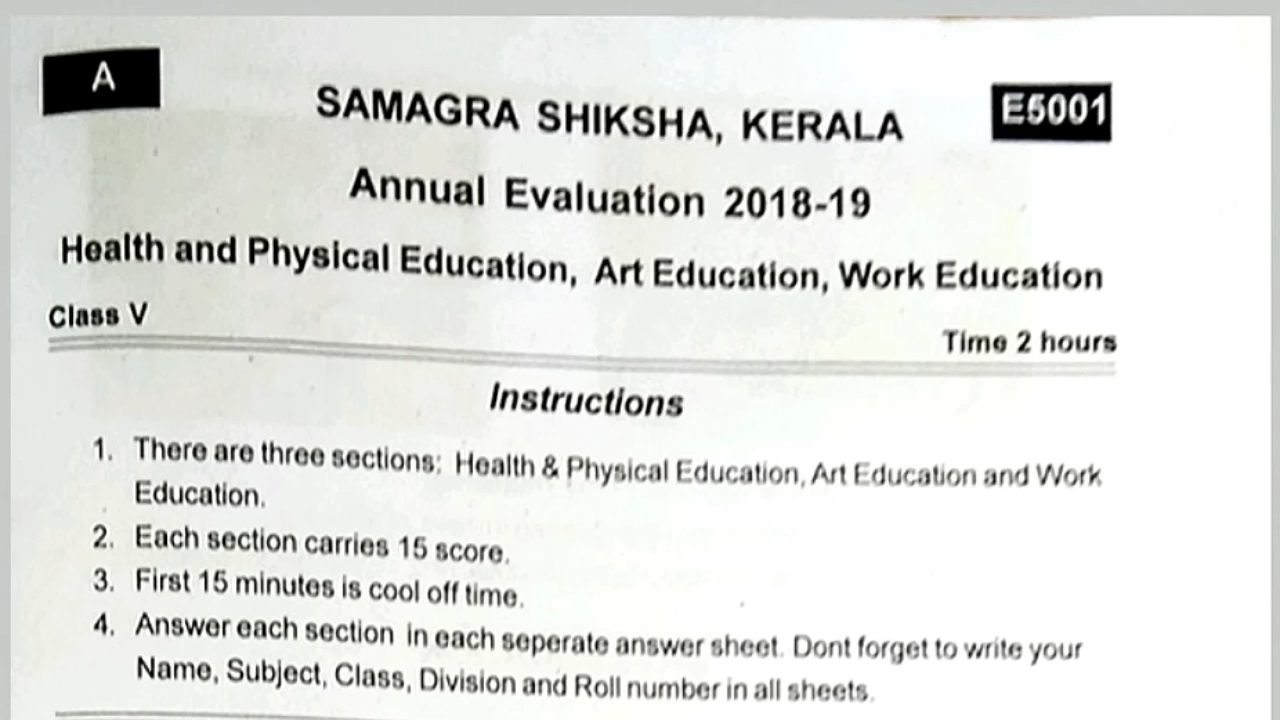 A
SAMAGRA SHIKSHA, KERALA
E5001
Annual Evaluation 2018-19
Health and Physical Education, Art Education, Work Education
Class V
Time 2 hours
Instructions
1. There are three sections: Health & Physical Education, Art Education and Work
Education.
2. Each section carries 15 score.
3. First 15 minutes is cool off time.
4. Answer each section in each seperate answer sheet. Dont forget to write your
Name, Subject, Class, Division and Roll number in all sheets.